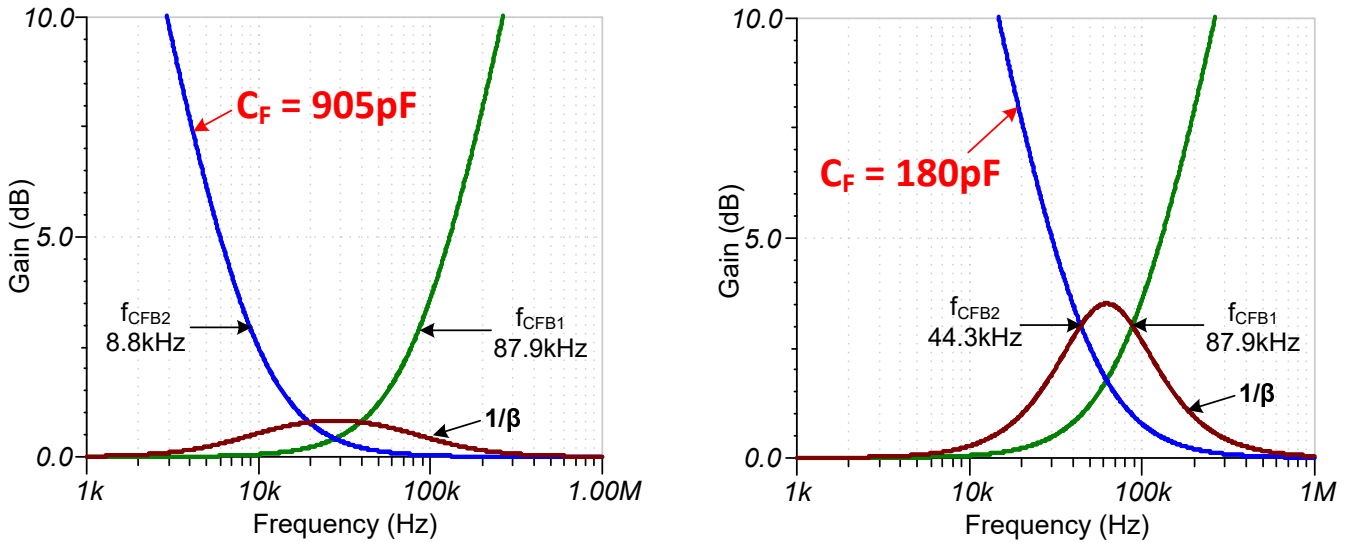 10.0
C_F = 905pF
Gain (dB)
5.0
f_CFB2
8.8kHz
f_CFB1
87.9kHz
1/β
0.0
1k
10k
100k
1.00M
Frequency (Hz)
10.0
C_F = 180pF
Gain (dB)
5.0
f_CFB2
44.3kHz
f_CFB1
87.9kHz
1/β
0.0
1k
10k
100k
1M
Frequency (Hz)